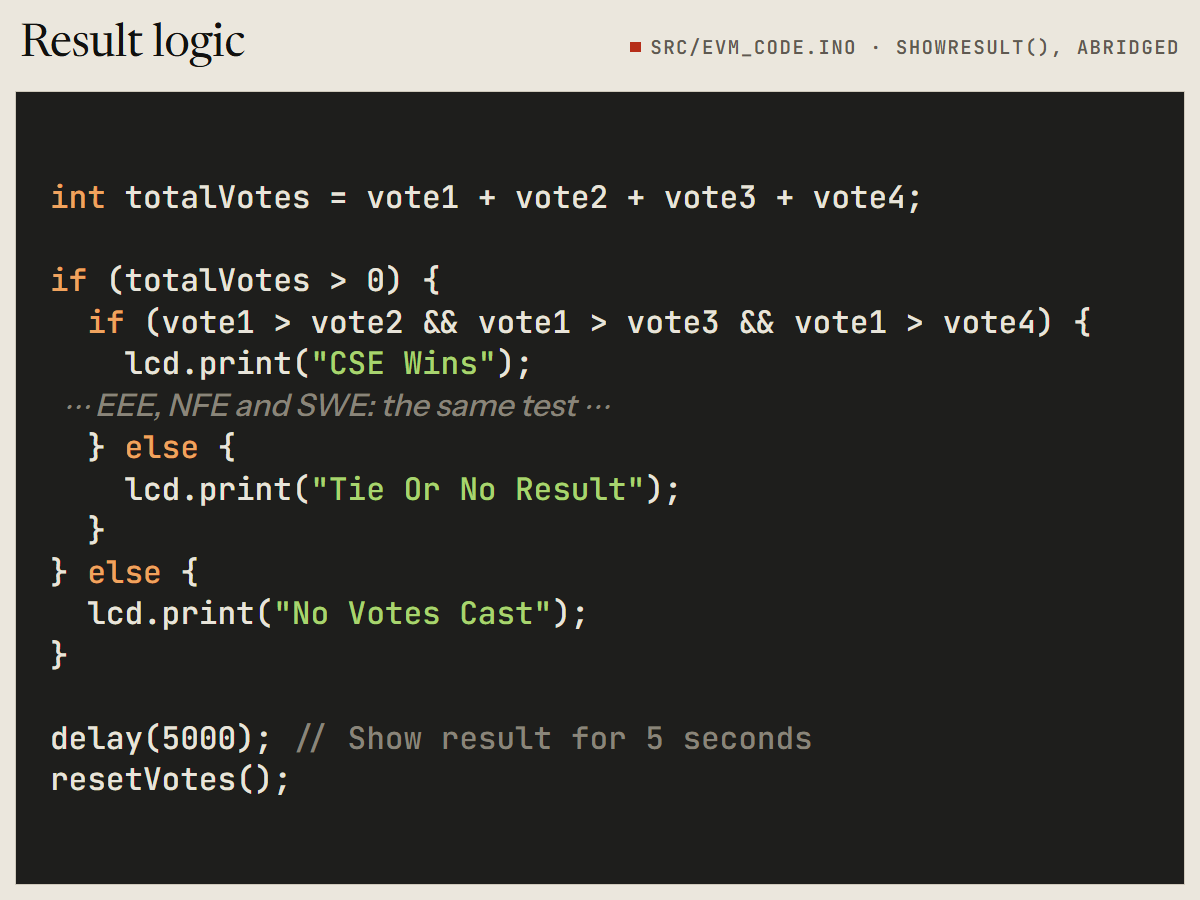 Result logic
SRC/EVM_CODE.INO · SHOWRESULT(), ABRIDGED
int totalVotes = vote1 + vote2 + vote3 + vote4;
if (totalVotes > 0) {
  if (vote1 > vote2 && vote1 > vote3 && vote1 > vote4) {
    lcd.print("CSE Wins");
⋯ EEE, NFE and SWE: the same test ⋯
  } else {
    lcd.print("Tie Or No Result");
  }
} else {
  lcd.print("No Votes Cast");
}
delay(5000); // Show result for 5 seconds
resetVotes();